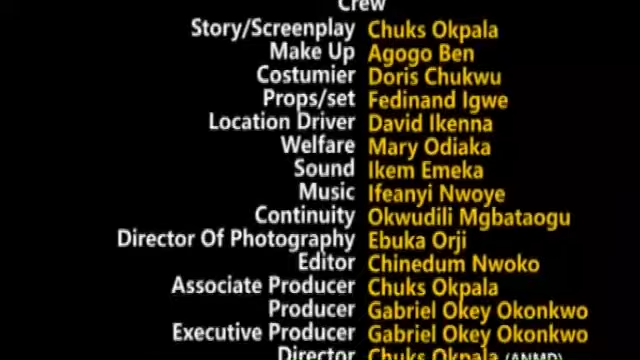 Crew
Story/Screenplay Chuks Okpala
Make Up Agogo Ben
Costumier Doris Chukwu
Props/set Fedinand Igwe
Location Driver David Ikenna
Welfare Mary Odiaka
Sound Ikem Emeka
Music Ifeanyi Nwoye
Continuity Okwudili Mgbataogu
Director Of Photography Ebuka Orji
Editor Chinedum Nwoko
Associate Producer Chuks Okpala
Producer Gabriel Okey Okonkwo
Executive Producer Gabriel Okey Okonkwo
Director Chuks Okpala (ANMD)